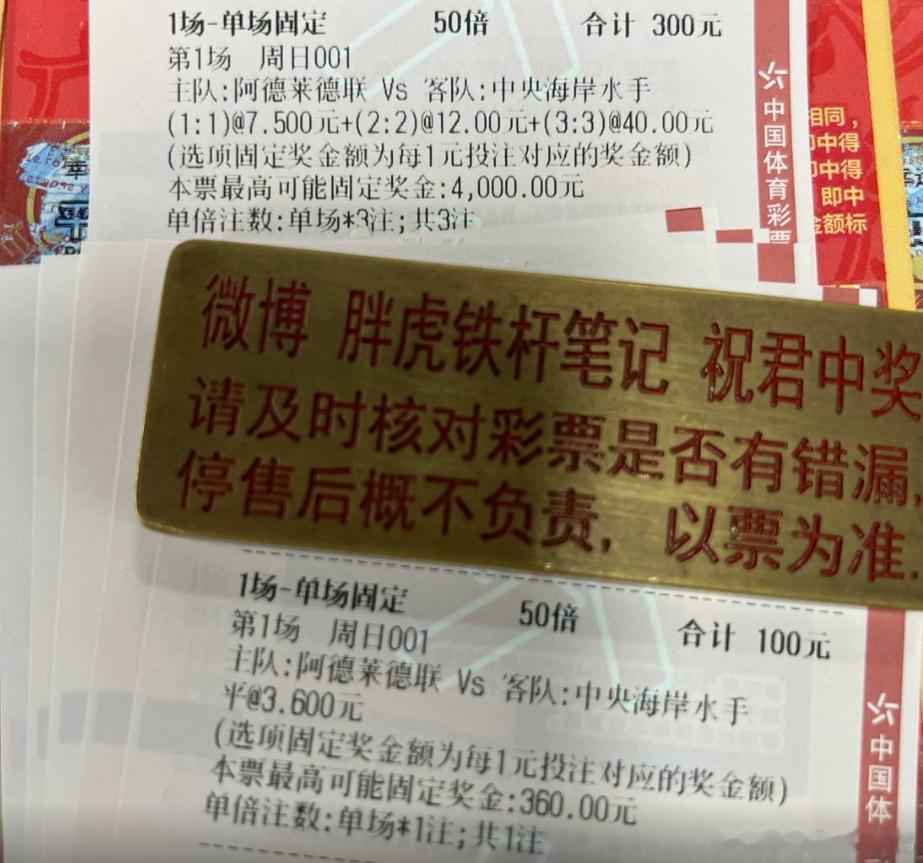 1场-单场固定 50倍 合计 300元
第1场 周日001
主队:阿德莱德联 Vs 客队:中央海岸水手
(1:1)@7.500元+(2:2)@12.00元+(3:3)@40.00元
(选项固定奖金额为每1元投注对应的奖金额)
本票最高可能固定奖金:4,000.00元
单倍注数:单场*3注;共3注
中国体育彩票
相同，
中得
中得
即中
金额标
微博 胖虎铁杆笔记 祝君中奖
请及时核对彩票是否有错漏
停售后概不负责，以票为准.
1场-单场固定 50倍 合计 100元
第1场 周日001
主队:阿德莱德联 Vs 客队:中央海岸水手
平@3.600元
(选项固定奖金额为每1元投注对应的奖金额)
本票最高可能固定奖金:360.00元
单倍注数:单场*1注;共1注
中国体